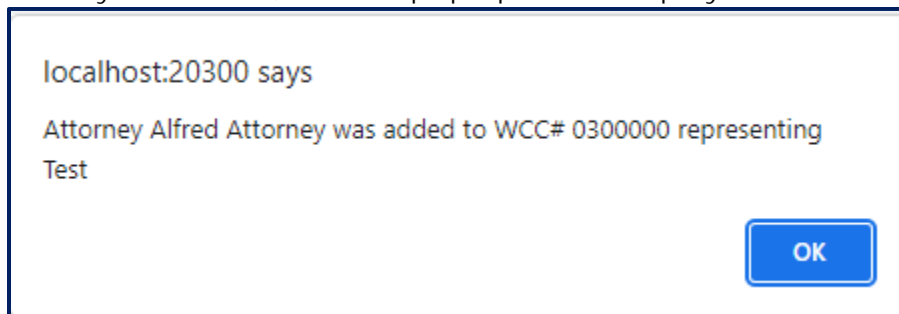 localhost:20300 says
Attorney Alfred Attorney was added to WCC# 0300000 representing
Test
OK